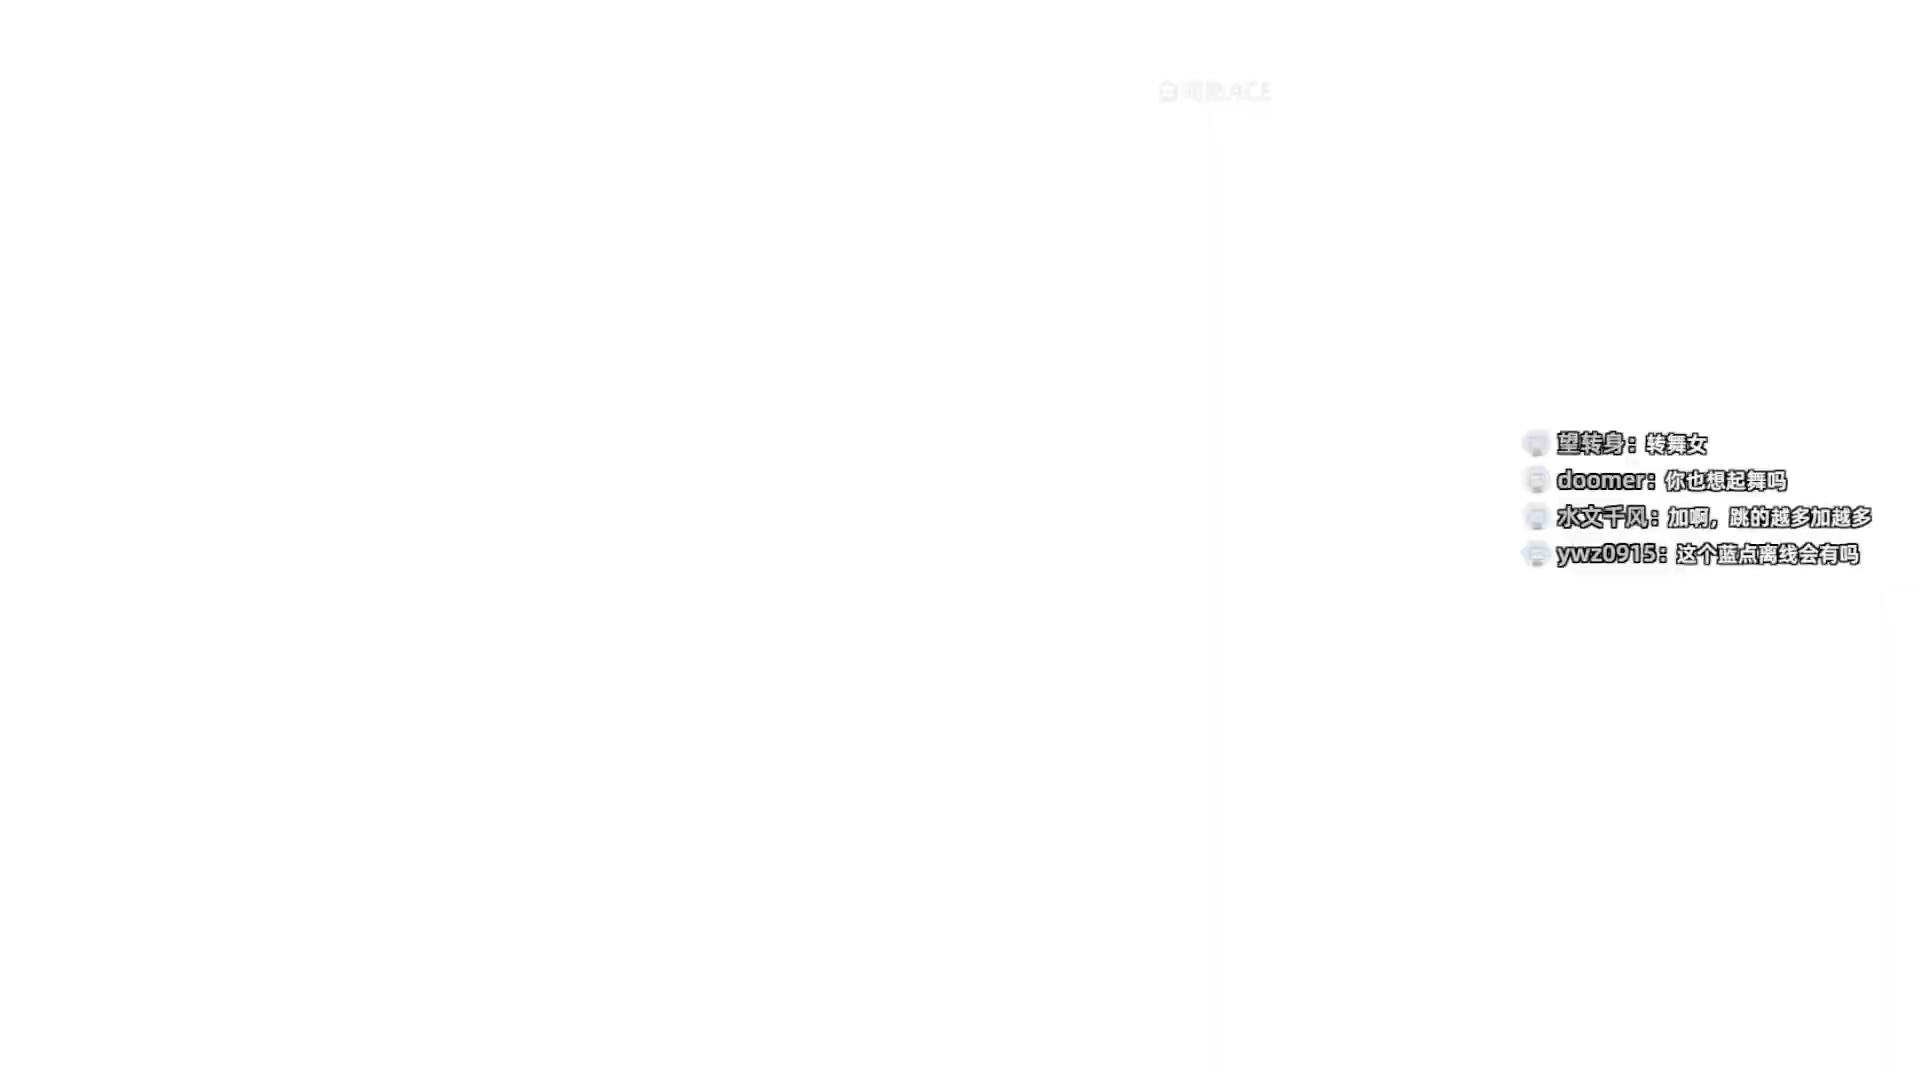 望转身：转舞女
doomer：你也想起舞吗
水文千风：加啊，跳的越多加越多
ywz0915：这个蓝点离线会有吗